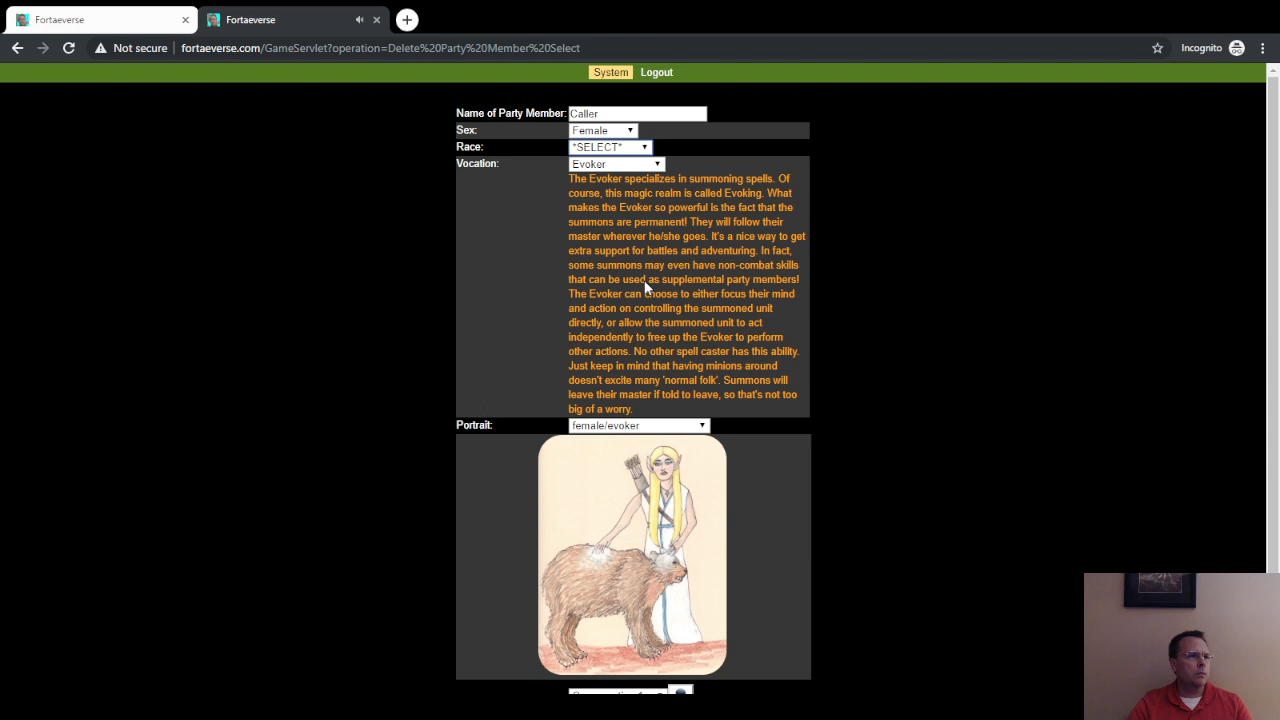 Fortaeverse
Fortaeverse
Not secure fortaeverse.com/GameServlet?operation=Delete%20Party%20Member%20Select Incognito
System Logout
Name of Party Member: Caller
Sex: Female
Race: *SELECT*
Vocation: Evoker
The Evoker specializes in summoning spells. Of
course, this magic realm is called Evoking. What
makes the Evoker so powerful is the fact that the
summons are permanent! They will follow their
master wherever he/she goes. It's a nice way to get
extra support for battles and adventuring. In fact,
some summons may even have non-combat skills
that can be used as supplemental party members!
The Evoker can choose to either focus their mind
and action on controlling the summoned unit
directly, or allow the summoned unit to act
independently to free up the Evoker to perform
other actions. No other spell caster has this ability.
Just keep in mind that having minions around
doesn't excite many 'normal folk'. Summons will
leave their master if told to leave, so that's not too
big of a worry.
Portrait: female/evoker